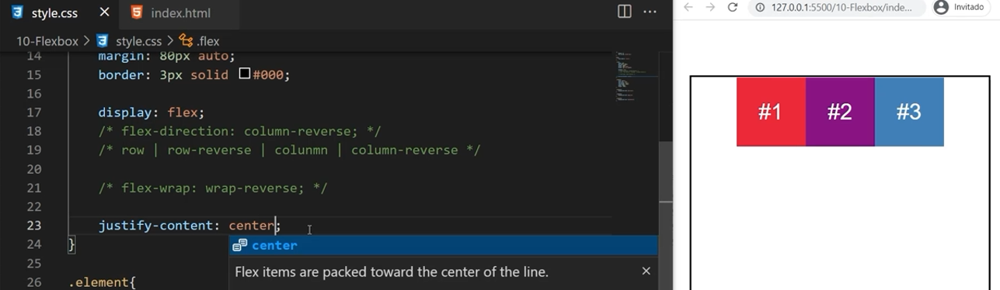 style.css
index.html
10-Flexbox > style.css > .flex
14 margin: 80px auto;
15 border: 3px solid #000;
16
17 display: flex;
18 /* flex-direction: column-reverse; */
19 /* row | row-reverse | colunmn | column-reverse */
20
21 /* flex-wrap: wrap-reverse; */
22
23 justify-content: center;
24 }
25
26 .element{
center
Flex items are packed toward the center of the line.
127.0.0.1:5500/10-Flexbox/inde...
Invitado
#1 #2 #3